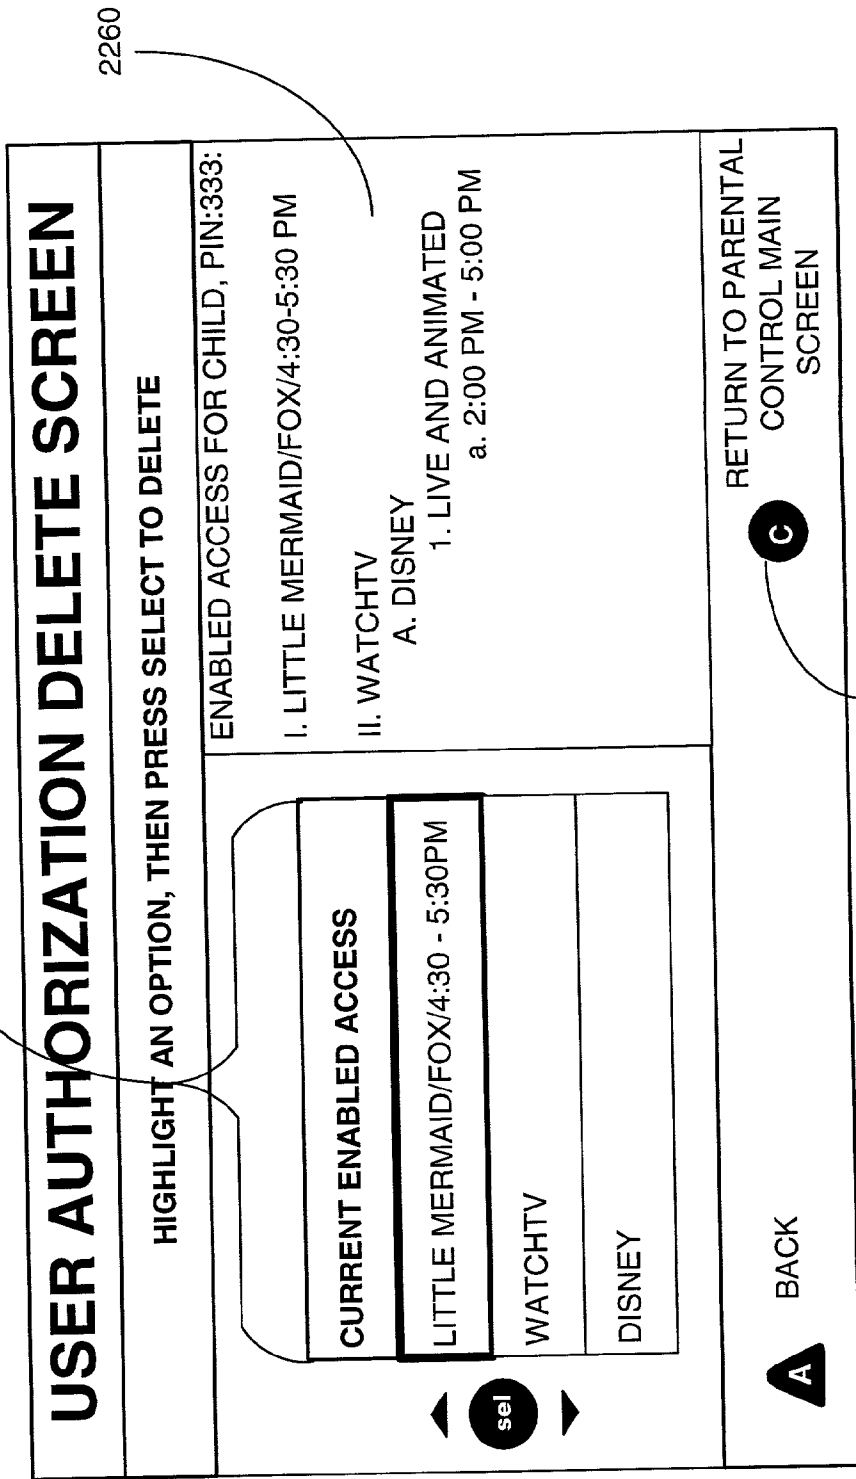 2260
USER AUTHORIZATION DELETE SCREEN
HIGHLIGHT AN OPTION, THEN PRESS SELECT TO DELETE
CURRENT ENABLED ACCESS
LITTLE MERMAID/FOX/4:30 - 5:30PM
WATCHTV
DISNEY
sel
ENABLED ACCESS FOR CHILD, PIN:333:
I. LITTLE MERMAID/FOX/4:30-5:30 PM
II. WATCHTV
A. DISNEY
1. LIVE AND ANIMATED
a. 2:00 PM - 5:00 PM
A
BACK
C
RETURN TO PARENTAL
CONTROL MAIN
SCREEN